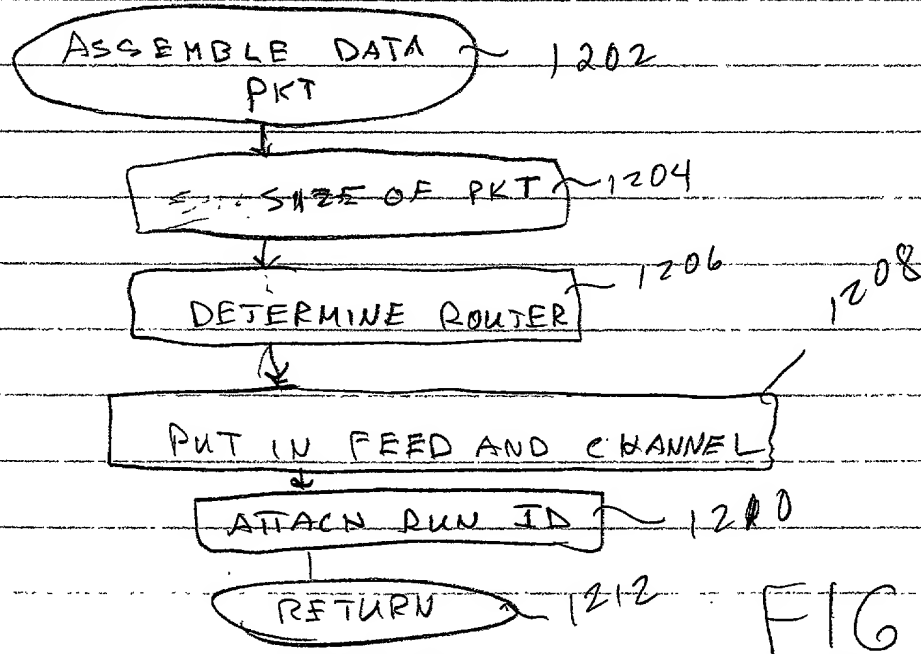 ASSEMBLE DATA 1202
PKT
SIZE OF PKT 1204
DETERMINE ROUTER 1206
PUT IN FEED AND CHANNEL 1208
ATTACH RUN ID 1210
RETURN 1212
FIG